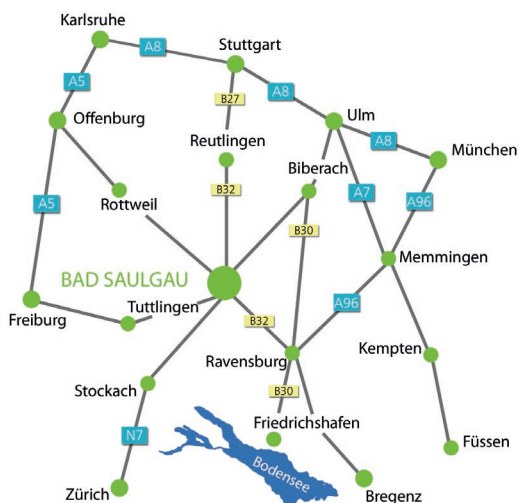 Karlsruhe
A8
Stuttgart
A5
B27
A8
Ulm
Offenburg
Reutlingen
A8
München
Biberach
B32
A7
A96
A5
Rottweil
B30
Memmingen
BAD SAULGAU
Tuttlingen
A96
Freiburg
B32
Kempten
Ravensburg
Stockach
B30
Friedrichshafen
N7
Füssen
Bodensee
Zürich
Bregenz